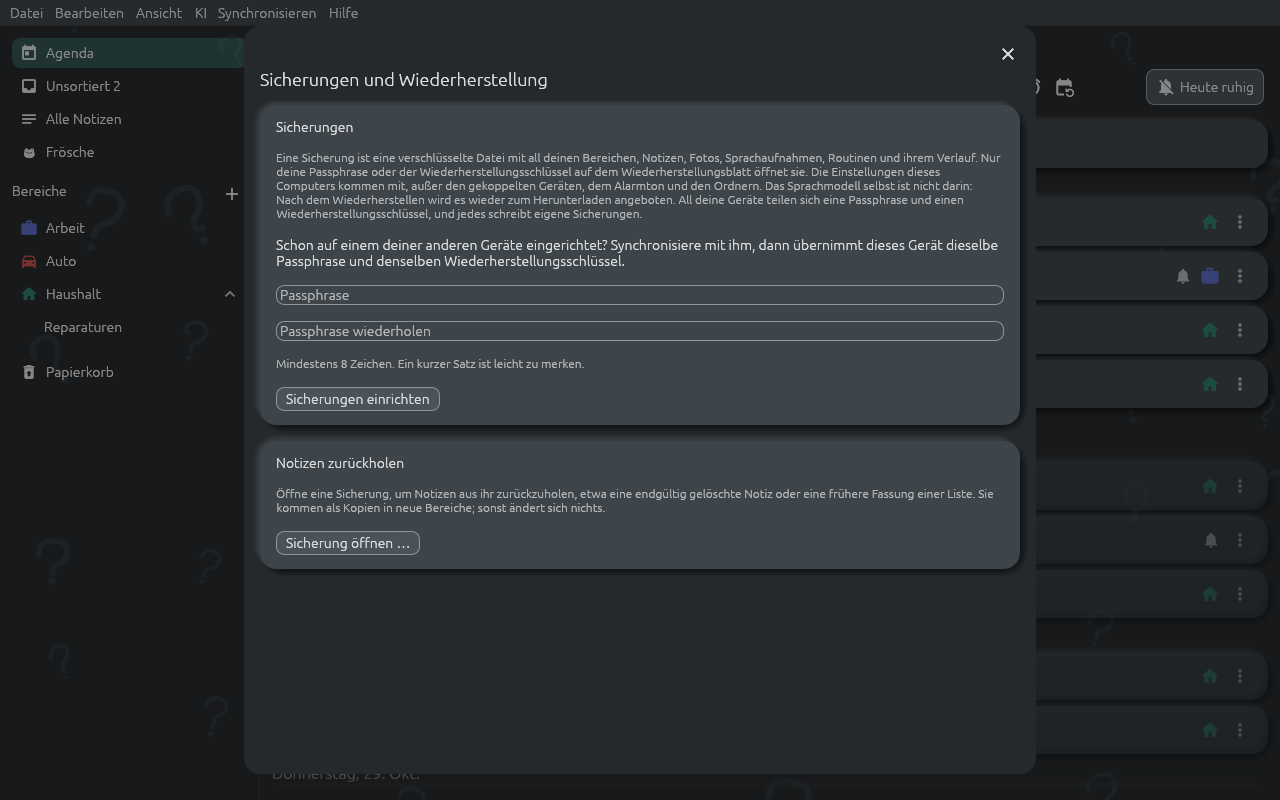 Datei Bearbeiten Ansicht KI Synchronisieren Hilfe
Agenda
Unsortiert 2
Alle Notizen
Frösche
Bereiche
Arbeit
Auto
Haushalt
Reparaturen
Papierkorb
Heute ruhig
Sicherungen und Wiederherstellung
Sicherungen
Eine Sicherung ist eine verschlüsselte Datei mit all deinen Bereichen, Notizen, Fotos, Sprachaufnahmen, Routinen und ihrem Verlauf. Nur
deine Passphrase oder der Wiederherstellungsschlüssel auf dem Wiederherstellungsblatt öffnet sie. Die Einstellungen dieses
Computers kommen mit, außer den gekoppelten Geräten, dem Alarmton und den Ordnern. Das Sprachmodell selbst ist nicht darin:
Nach dem Wiederherstellen wird es wieder zum Herunterladen angeboten. All deine Geräte teilen sich eine Passphrase und einen
Wiederherstellungsschlüssel, und jedes schreibt eigene Sicherungen.
Schon auf einem deiner anderen Geräte eingerichtet? Synchronisiere mit ihm, dann übernimmt dieses Gerät dieselbe
Passphrase und denselben Wiederherstellungsschlüssel.
Passphrase
Passphrase wiederholen
Mindestens 8 Zeichen. Ein kurzer Satz ist leicht zu merken.
Sicherungen einrichten
Notizen zurückholen
Öffne eine Sicherung, um Notizen aus ihr zurückzuholen, etwa eine endgültig gelöschte Notiz oder eine frühere Fassung einer Liste. Sie
kommen als Kopien in neue Bereiche; sonst ändert sich nichts.
Sicherung öffnen …
Donnerstag, 29. Okt.